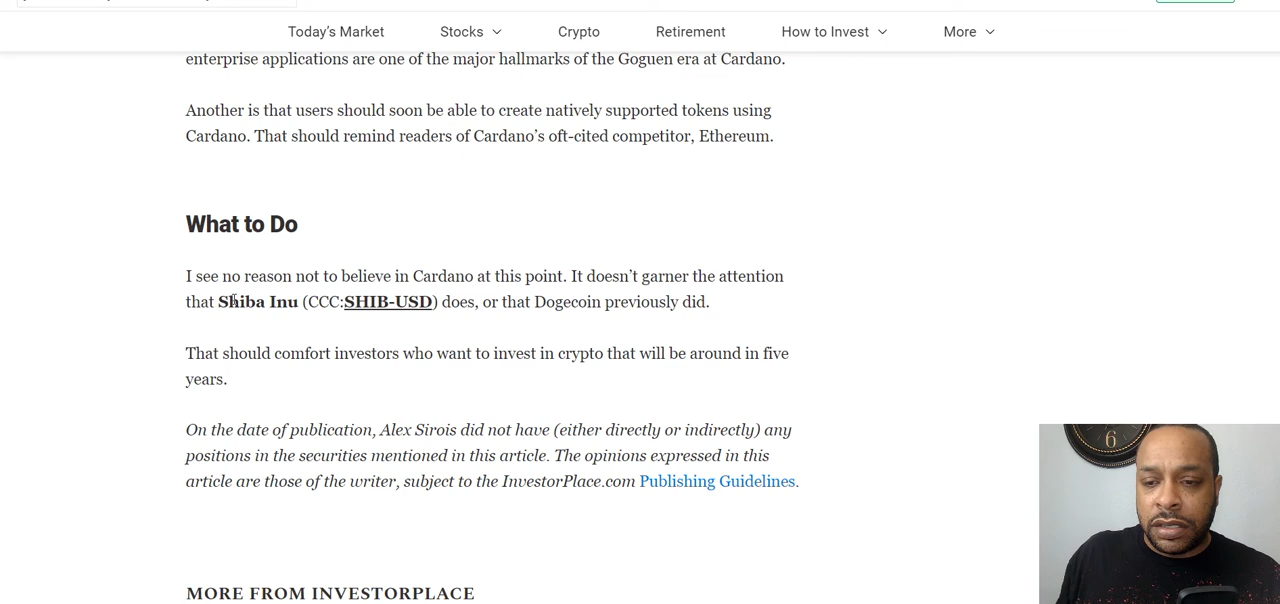 Today's Market Stocks Crypto Retirement How to Invest More
enterprise applications are one of the major hallmarks of the Goguen era at Cardano.
Another is that users should soon be able to create natively supported tokens using
Cardano. That should remind readers of Cardano's oft-cited competitor, Ethereum.
What to Do
I see no reason not to believe in Cardano at this point. It doesn't garner the attention
that Shiba Inu (CCC:SHIB-USD) does, or that Dogecoin previously did.
That should comfort investors who want to invest in crypto that will be around in five
years.
On the date of publication, Alex Sirois did not have (either directly or indirectly) any
positions in the securities mentioned in this article. The opinions expressed in this
article are those of the writer, subject to the InvestorPlace.com Publishing Guidelines.
MORE FROM INVESTORPLACE
6